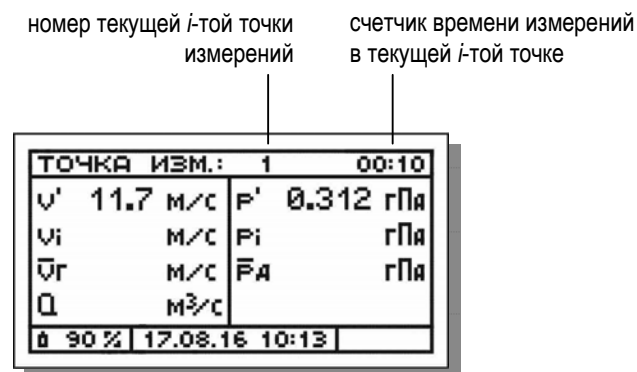 номер текущей i-той точки измерений
счетчик времени измерений в текущей i-той точке
ТОЧКА ИЗМ.: 1 00:10
v' 11.7 м/с P' 0.312 гПа
vi м/с Pi гПа
v̅г м/с P̅д гПа
Q м³/с
90 % 17.08.16 10:13